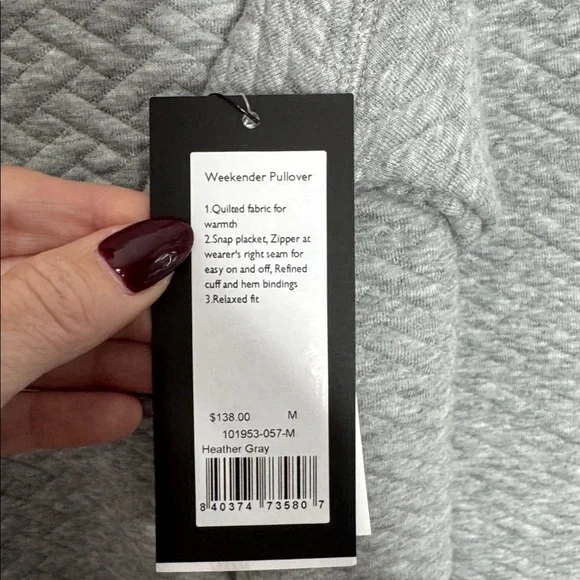 Weekender Pullover
1.Quilted fabric for
warmth
2.Snap placket, Zipper at
wearer's right seam for
easy on and off, Refined
cuff and hem bindings
3.Relaxed fit
$138.00 M
101953-057-M
Heather Gray
8 40374 73580 7